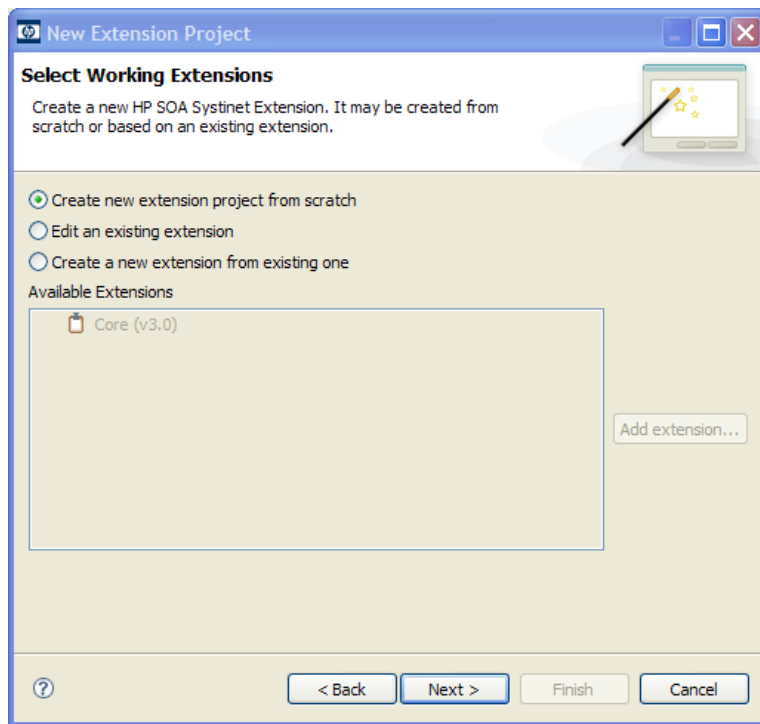 New Extension Project
Select Working Extensions
Create a new HP SOA Systinet Extension. It may be created from
scratch or based on an existing extension.
Create new extension project from scratch
Edit an existing extension
Create a new extension from existing one
Available Extensions
Core (v3.0)
Add extension...
?
< Back
Next >
Finish
Cancel